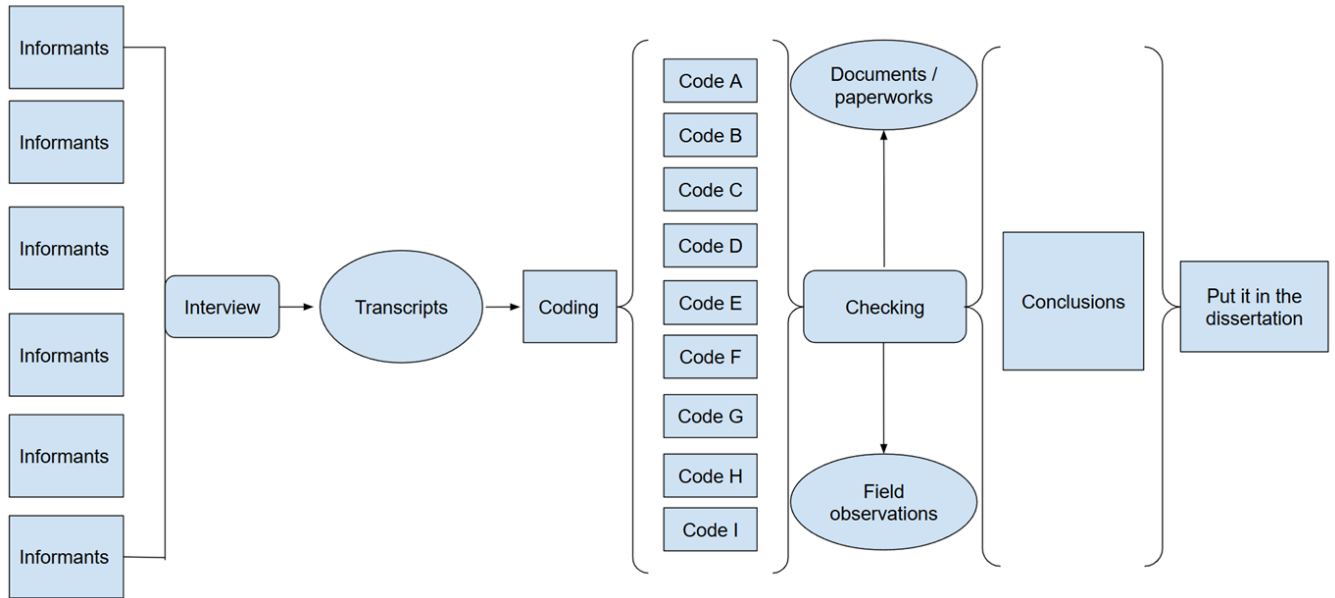 Informants
Informants
Informants
Informants
Informants
Informants
Interview
Transcripts
Coding
Code A
Code B
Code C
Code D
Code E
Code F
Code G
Code H
Code I
Documents /
paperworks
Checking
Field
observations
Conclusions
Put it in the
dissertation